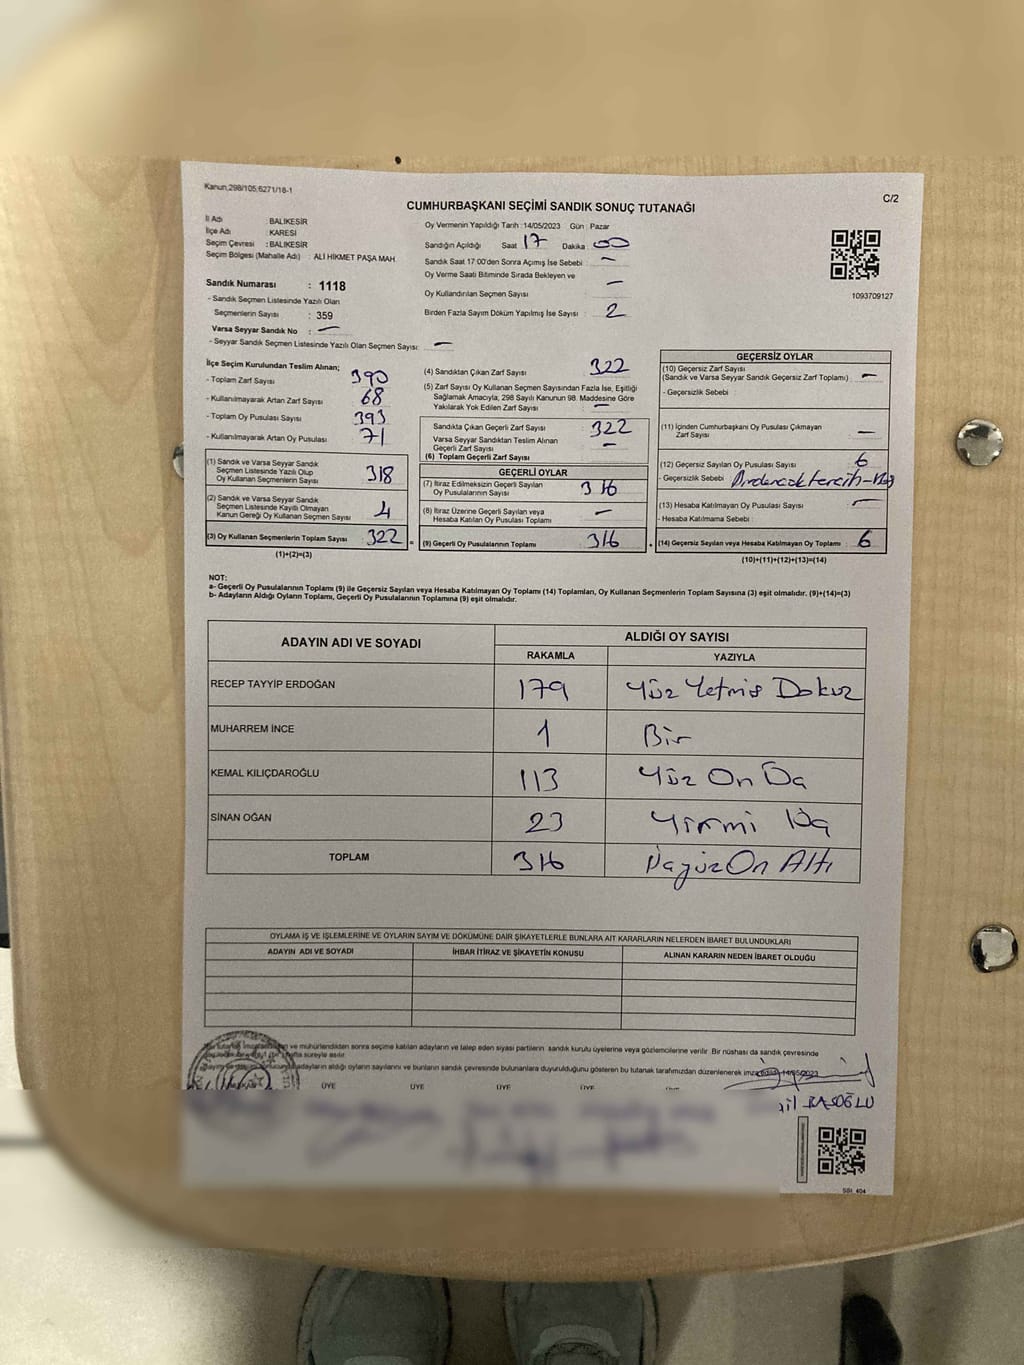 Kanun,298/105;6271/18-1
C/2
CUMHURBAŞKANI SEÇİMİ SANDIK SONUÇ TUTANAĞI
İl Adı : BALIKESİR
İlçe Adı : KARESİ
Seçim Çevresi : BALIKESİR
Seçim Bölgesi (Mahalle Adı) : ALİ HİKMET PAŞA MAH
Sandık Numarası : 1118
- Sandık Seçmen Listesinde Yazılı Olan
Seçmenlerin Sayısı : 359
Varsa Seyyar Sandık No : —
- Seyyar Sandık Seçmen Listesinde Yazılı Olan Seçmen Sayısı: —
Oy Vermenin Yapıldığı Tarih :14/05/2023 Gün : Pazar
Sandığın Açıldığı Saat 17 Dakika 00
Sandık Saat 17:00'den Sonra Açılmış İse Sebebi : —
Oy Verme Saati Bitiminde Sırada Bekleyen ve
Oy Kullandırılan Seçmen Sayısı : —
Birden Fazla Sayım Döküm Yapılmış İse Sayısı : 2
1093709127
İlçe Seçim Kurulundan Teslim Alınan;
- Toplam Zarf Sayısı : 390
- Kullanılmayarak Artan Zarf Sayısı : 68
- Toplam Oy Pusulası Sayısı : 393
- Kullanılmayarak Artan Oy Pusulası : 71
(1) Sandık ve Varsa Seyyar Sandık
Seçmen Listesinde Yazılı Olup
Oy Kullanan Seçmenlerin Sayısı : 318
(2) Sandık ve Varsa Seyyar Sandık
Seçmen Listesinde Kayıtlı Olmayan
Kanun Gereği Oy Kullanan Seçmen Sayısı : 4
(3) Oy Kullanan Seçmenlerin Toplam Sayısı : 322
(1)+(2)=(3)
(4) Sandıktan Çıkan Zarf Sayısı : 322
(5) Zarf Sayısı Oy Kullanan Seçmen Sayısından Fazla İse, Eşitliği
Sağlamak Amacıyla, 298 Sayılı Kanunun 98. Maddesine Göre
Yakılarak Yok Edilen Zarf Sayısı : —
Sandıkta Çıkan Geçerli Zarf Sayısı : 322
Varsa Seyyar Sandıktan Teslim Alınan
Geçerli Zarf Sayısı : —
(6) Toplam Geçerli Zarf Sayısı
GEÇERLİ OYLAR
(7) İtiraz Edilmeksizin Geçerli Sayılan
Oy Pusulalarının Sayısı : 316
(8) İtiraz Üzerine Geçerli Sayılan veya
Hesaba Katılan Oy Pusulası Toplamı : —
= (9) Geçerli Oy Pusulalarının Toplamı : 316
GEÇERSİZ OYLAR
(10) Geçersiz Zarf Sayısı
(Sandık ve Varsa Seyyar Sandık Geçersiz Zarf Toplamı) : —
- Geçersizlik Sebebi :
(11) İçinden Cumhurbaşkanı Oy Pusulası Çıkmayan
Zarf Sayısı : —
(12) Geçersiz Sayılan Oy Pusulası Sayısı : 6
- Geçersizlik Sebebi :
(13) Hesaba Katılmayan Oy Pusulası Sayısı : —
- Hesaba Katılmama Sebebi :
+ (14) Geçersiz Sayılan veya Hesaba Katılmayan Oy Toplamı : 6
(10)+(11)+(12)+(13)=(14)
NOT:
a- Geçerli Oy Pusulalarının Toplamı (9) ile Geçersiz Sayılan veya Hesaba Katılmayan Oy Toplamı (14) Toplamları, Oy Kullanan Seçmenlerin Toplam Sayısına (3) eşit olmalıdır. (9)+(14)=(3)
b- Adayların Aldığı Oyların Toplamı, Geçerli Oy Pusulalarının Toplamına (9) eşit olmalıdır.
ADAYIN ADI VE SOYADI ALDIĞI OY SAYISI
RAKAMLA YAZIYLA
RECEP TAYYİP ERDOĞAN 179 Yüz Yetmiş Dokuz
MUHARREM İNCE 1 Bir
KEMAL KILIÇDAROĞLU 113 Yüz On Üç
SİNAN OĞAN 23 Yirmi Üç
TOPLAM 316 Üçyüz On Altı
OYLAMA İŞ VE İŞLEMLERİNE VE OYLARIN SAYIM VE DÖKÜMÜNE DAİR ŞİKAYETLERLE BUNLARA AİT KARARLARIN NELERDEN İBARET BULUNDUKLARI
ADAYIN ADI VE SOYADI İHBAR İTİRAZ VE ŞİKAYETİN KONUSU ALINAN KARARIN NEDEN İBARET OLDUĞU
ve mühürlendikten sonra seçime katılan adayların ve talep eden siyasi partilerin sandık kurulu üyelerine veya gözlemcilerine verilir. Bir nüshası da sandık çevresinde
süreyle asılır.
adayların aldığı oyların sayılarını ve bunların sandık çevresinde bulunanlara duyurulduğunu gösteren bu tutanak tarafımızdan düzenlenerek 14/05/2023
ÜYE ÜYE ÜYE ÜYE
BAŞOĞLU